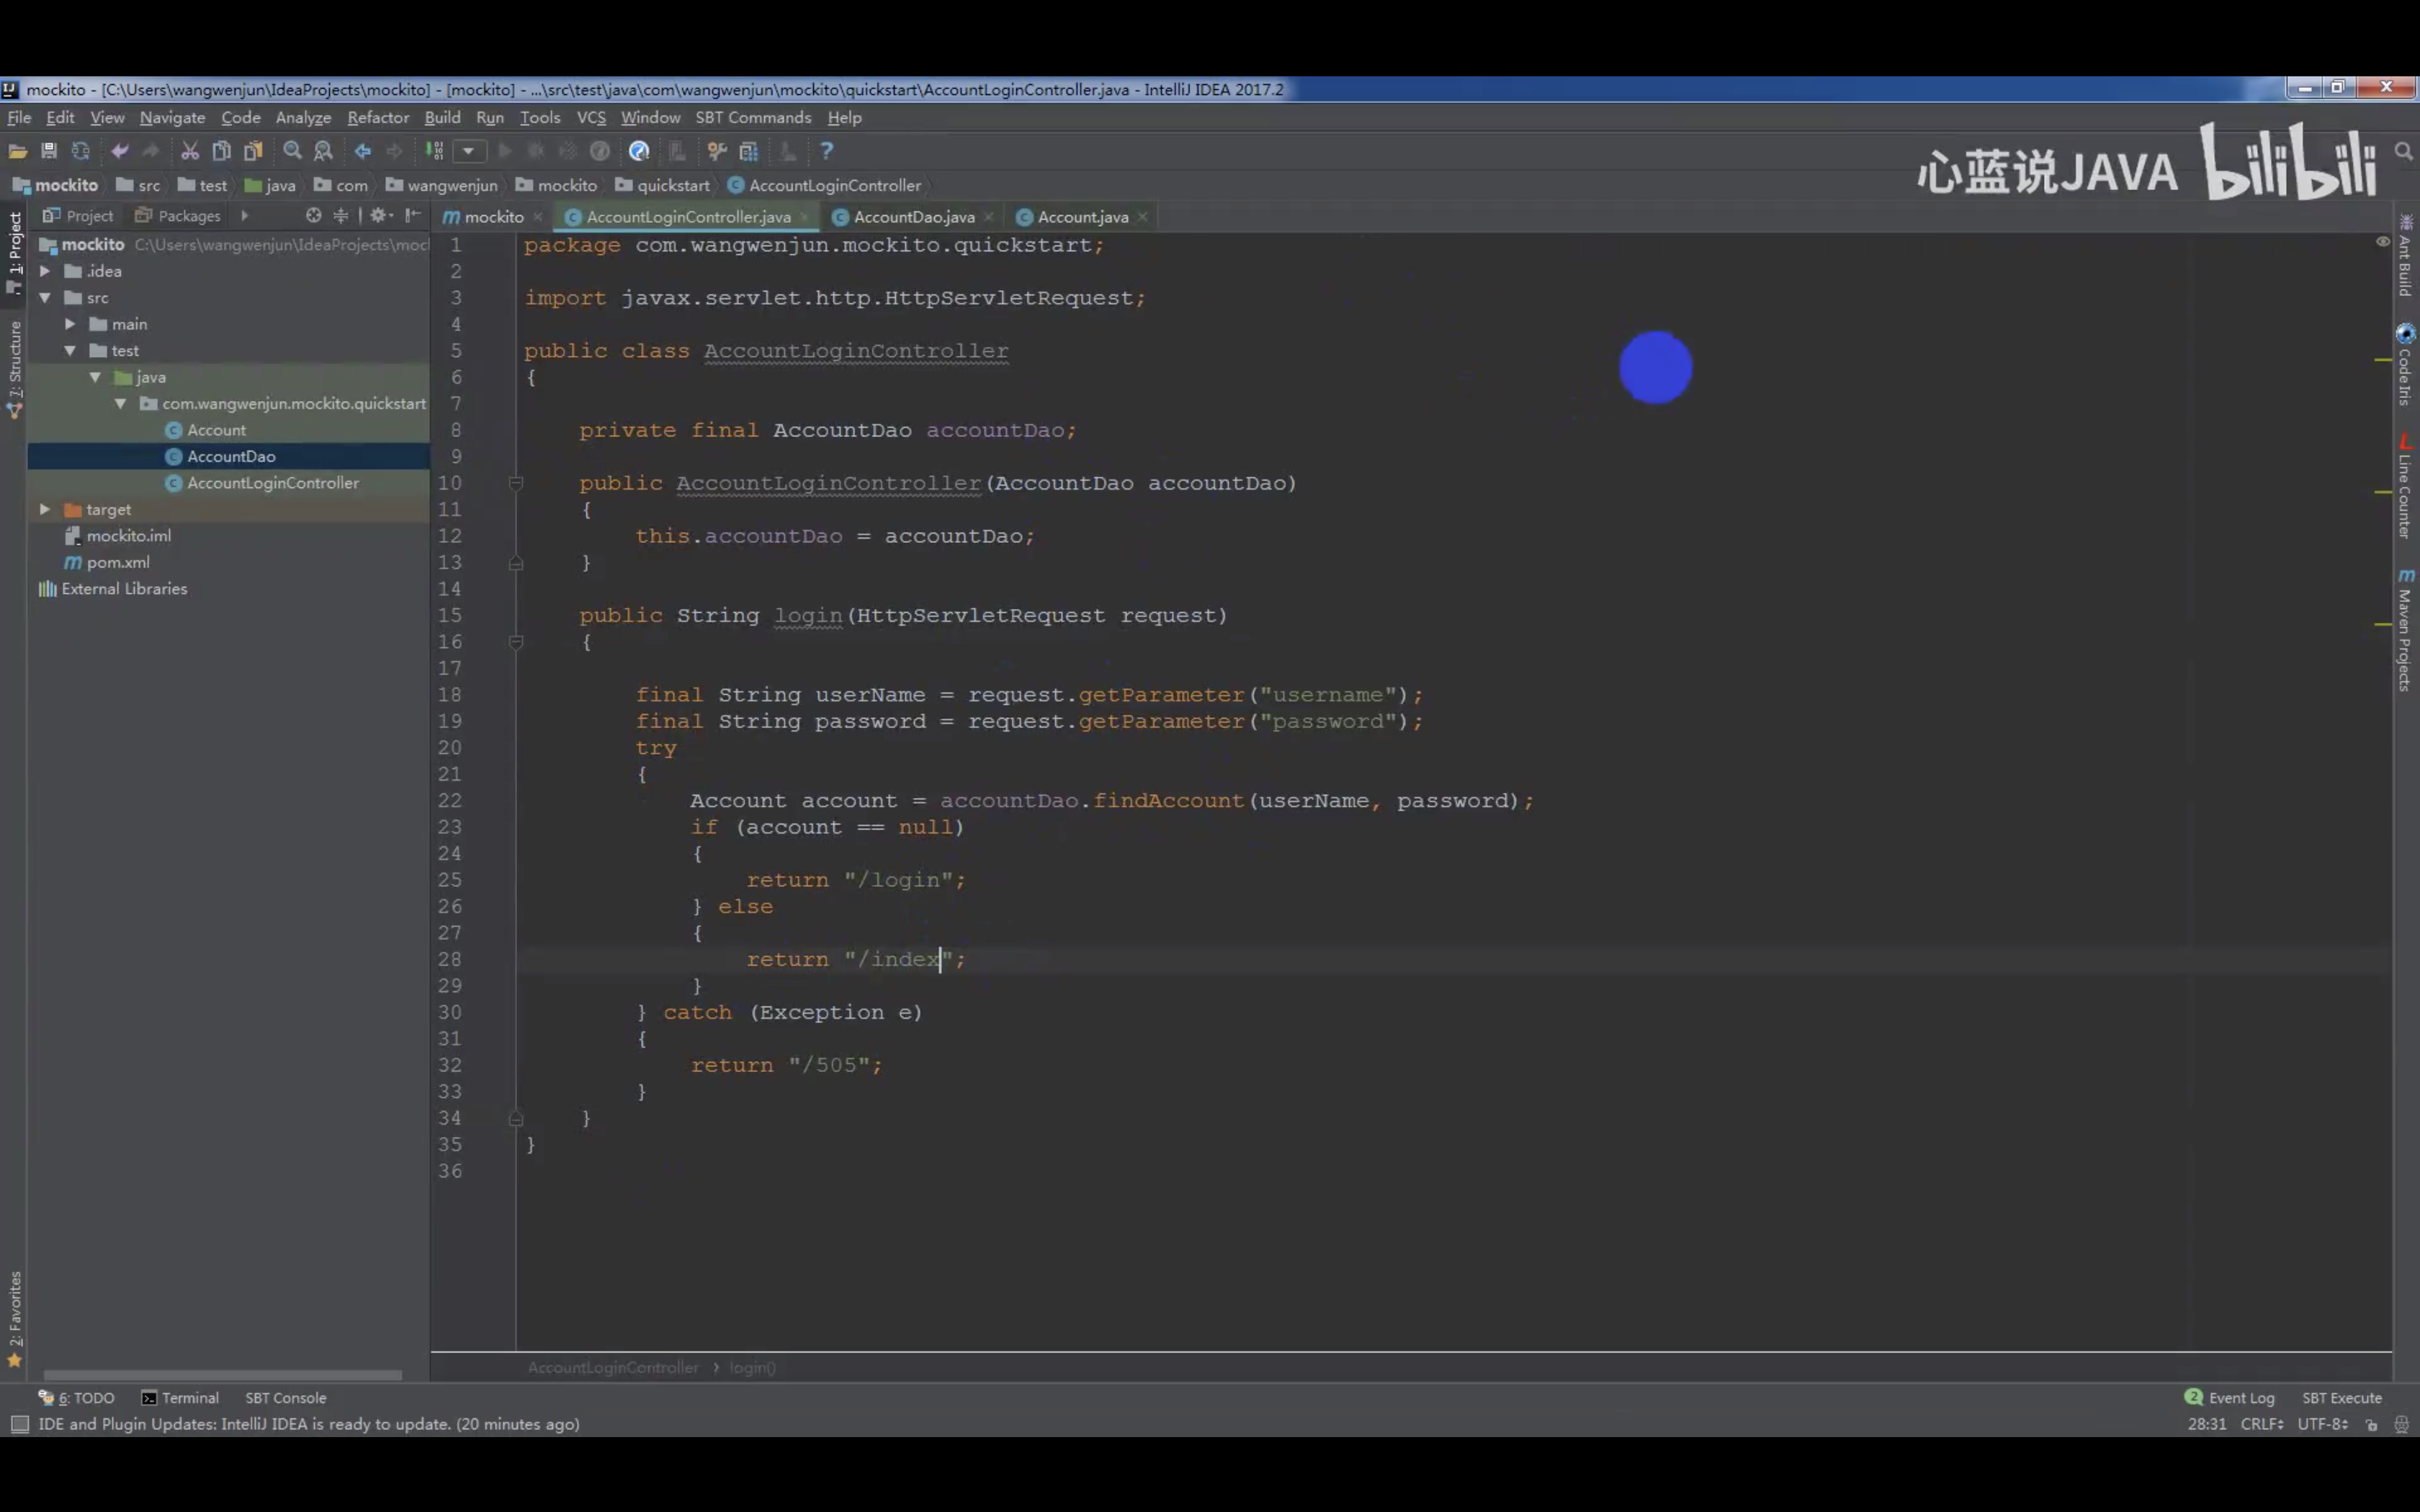 mockito - [C:\Users\wangwenjun\IdeaProjects\mockito] - [mockito] - ...\src\test\java\com\wangwenjun\mockito\quickstart\AccountLoginController.java - IntelliJ IDEA 2017.2
File Edit View Navigate Code Analyze Refactor Build Run Tools VCS Window SBT Commands Help
心蓝说JAVA bilibili
mockito src test java com wangwenjun mockito quickstart AccountLoginController
Project Packages
mockito AccountLoginController.java AccountDao.java Account.java
1: Project
7: Structure
2: Favorites
mockito C:\Users\wangwenjun\IdeaProjects\moc
.idea
src
main
test
java
com.wangwenjun.mockito.quickstart
Account
AccountDao
AccountLoginController
target
mockito.iml
pom.xml
External Libraries
1 package com.wangwenjun.mockito.quickstart;
2
3 import javax.servlet.http.HttpServletRequest;
4
5 public class AccountLoginController
6 {
7
8 private final AccountDao accountDao;
9
10 public AccountLoginController(AccountDao accountDao)
11 {
12 this.accountDao = accountDao;
13 }
14
15 public String login(HttpServletRequest request)
16 {
17
18 final String userName = request.getParameter("username");
19 final String password = request.getParameter("password");
20 try
21 {
22 Account account = accountDao.findAccount(userName, password);
23 if (account == null)
24 {
25 return "/login";
26 } else
27 {
28 return "/index";
29 }
30 } catch (Exception e)
31 {
32 return "/505";
33 }
34 }
35 }
36
Ant Build
Code Iris
Line Counter
Maven Projects
AccountLoginController › login()
6: TODO Terminal SBT Console
2 Event Log SBT Execute
IDE and Plugin Updates: IntelliJ IDEA is ready to update. (20 minutes ago)
28:31 CRLF UTF-8